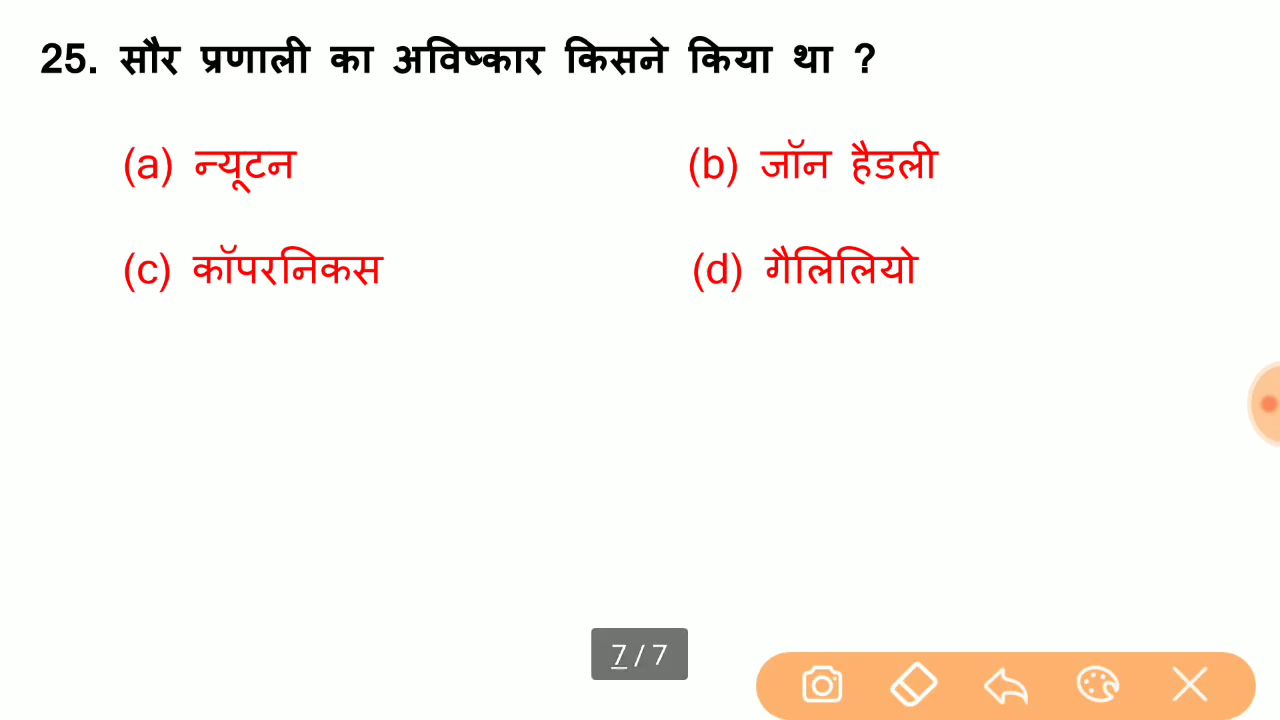 25. सौर प्रणाली का अविष्कार किसने किया था ?
(a) न्यूटन (b) जॉन हैडली
(c) कॉपरनिकस (d) गैलिलियो
7 / 7